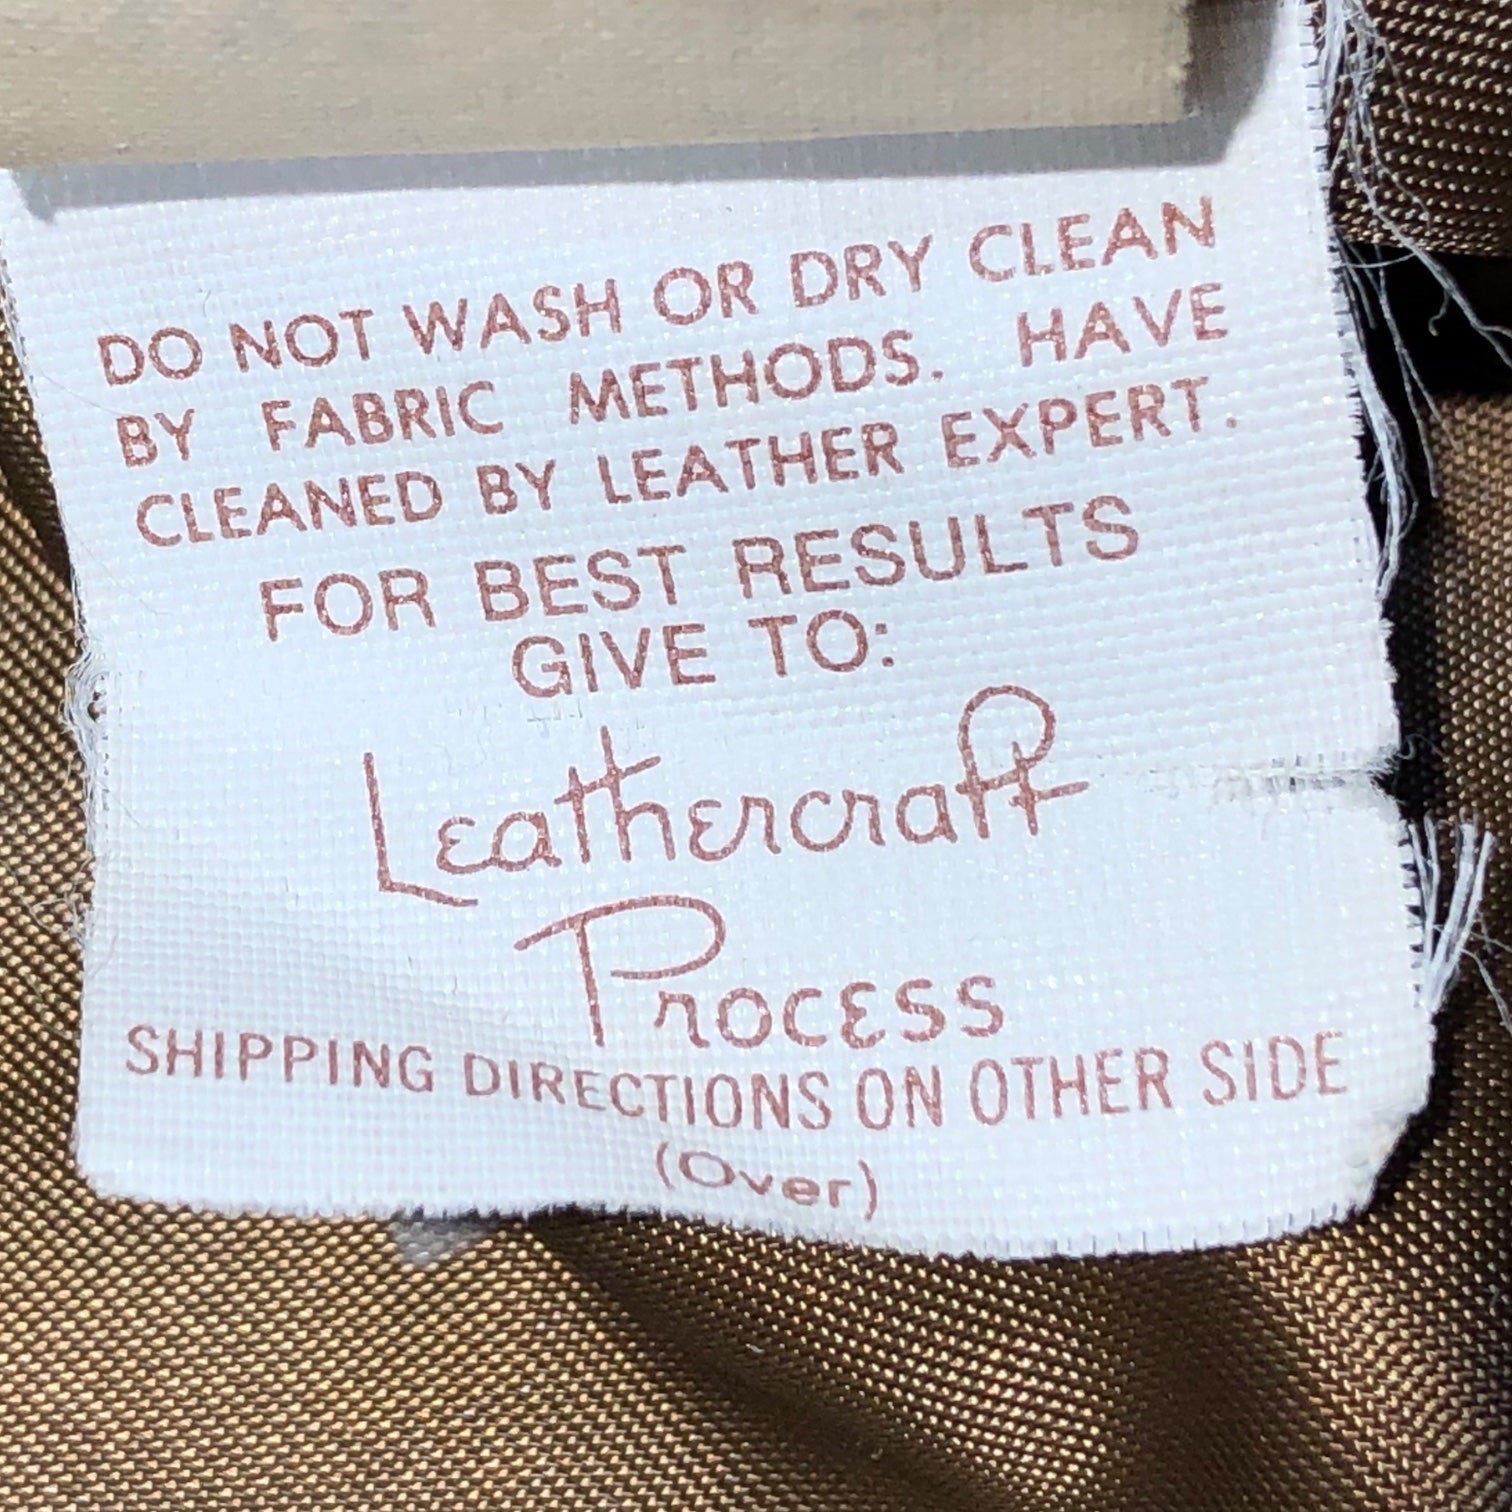 DO NOT WASH OR DRY CLEAN
BY FABRIC METHODS. HAVE
CLEANED BY LEATHER EXPERT.
FOR BEST RESULTS
GIVE TO:
Leathercraft
Process
SHIPPING DIRECTIONS ON OTHER SIDE
(Over)